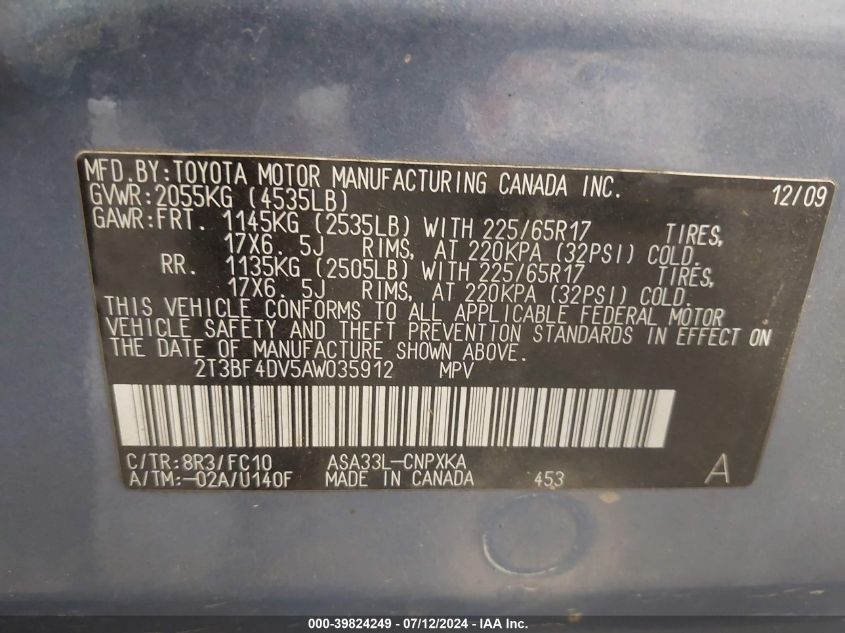 MFD.BY:TOYOTA MOTOR MANUFACTURING CANADA INC. 12/09
GVWR:2055KG (4535LB)
GAWR:FRT. 1145KG (2535LB) WITH 225/65R17 TIRES,
17X6. 5J RIMS, AT 220KPA (32PSI) COLD.
RR. 1135KG (2505LB) WITH 225/65R17 TIRES,
17X6. 5J RIMS, AT 220KPA (32PSI) COLD.
THIS VEHICLE CONFORMS TO ALL APPLICABLE FEDERAL MOTOR
VEHICLE SAFETY AND THEFT PREVENTION STANDARDS IN EFFECT ON
THE DATE OF MANUFACTURE SHOWN ABOVE.
2T3BF4DV5AW035912 MPV
C/TR:8R3/FC10 ASA33L-CNPXKA
A/TM:-02A/U140F MADE IN CANADA 453 A
000-39824249 - 07/12/2024 - IAA Inc.